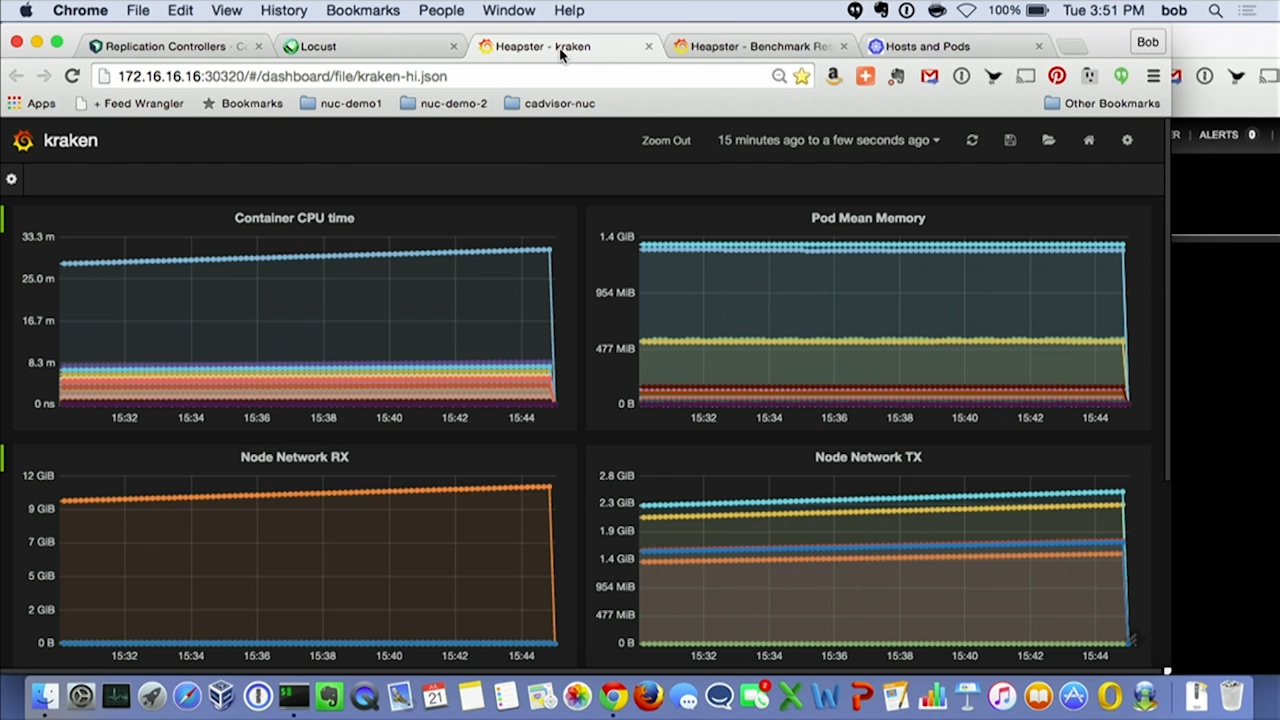 Chrome File Edit View History Bookmarks People Window Help 100% Tue 3:51 PM bob
Replication Controllers - C Locust Heapster - kraken Heapster - Benchmark Res Hosts and Pods Bob
172.16.16.16:30320/#/dashboard/file/kraken-hi.json
Apps + Feed Wrangler Bookmarks nuc-demo1 nuc-demo-2 cadvisor-nuc Other Bookmarks
kraken Zoom Out 15 minutes ago to a few seconds ago ER ALERTS 0
Container CPU time
33.3 m
25.0 m
16.7 m
8.3 m
0 ns
15:32 15:34 15:36 15:38 15:40 15:42 15:44
Pod Mean Memory
1.4 GiB
954 MiB
477 MiB
0 B
15:32 15:34 15:36 15:38 15:40 15:42 15:44
Node Network RX
12 GiB
9 GiB
7 GiB
5 GiB
2 GiB
0 B
15:32 15:34 15:36 15:38 15:40 15:42 15:44
Node Network TX
2.8 GiB
2.3 GiB
1.9 GiB
1.4 GiB
954 MiB
477 MiB
0 B
15:32 15:34 15:36 15:38 15:40 15:42 15:44
21
2